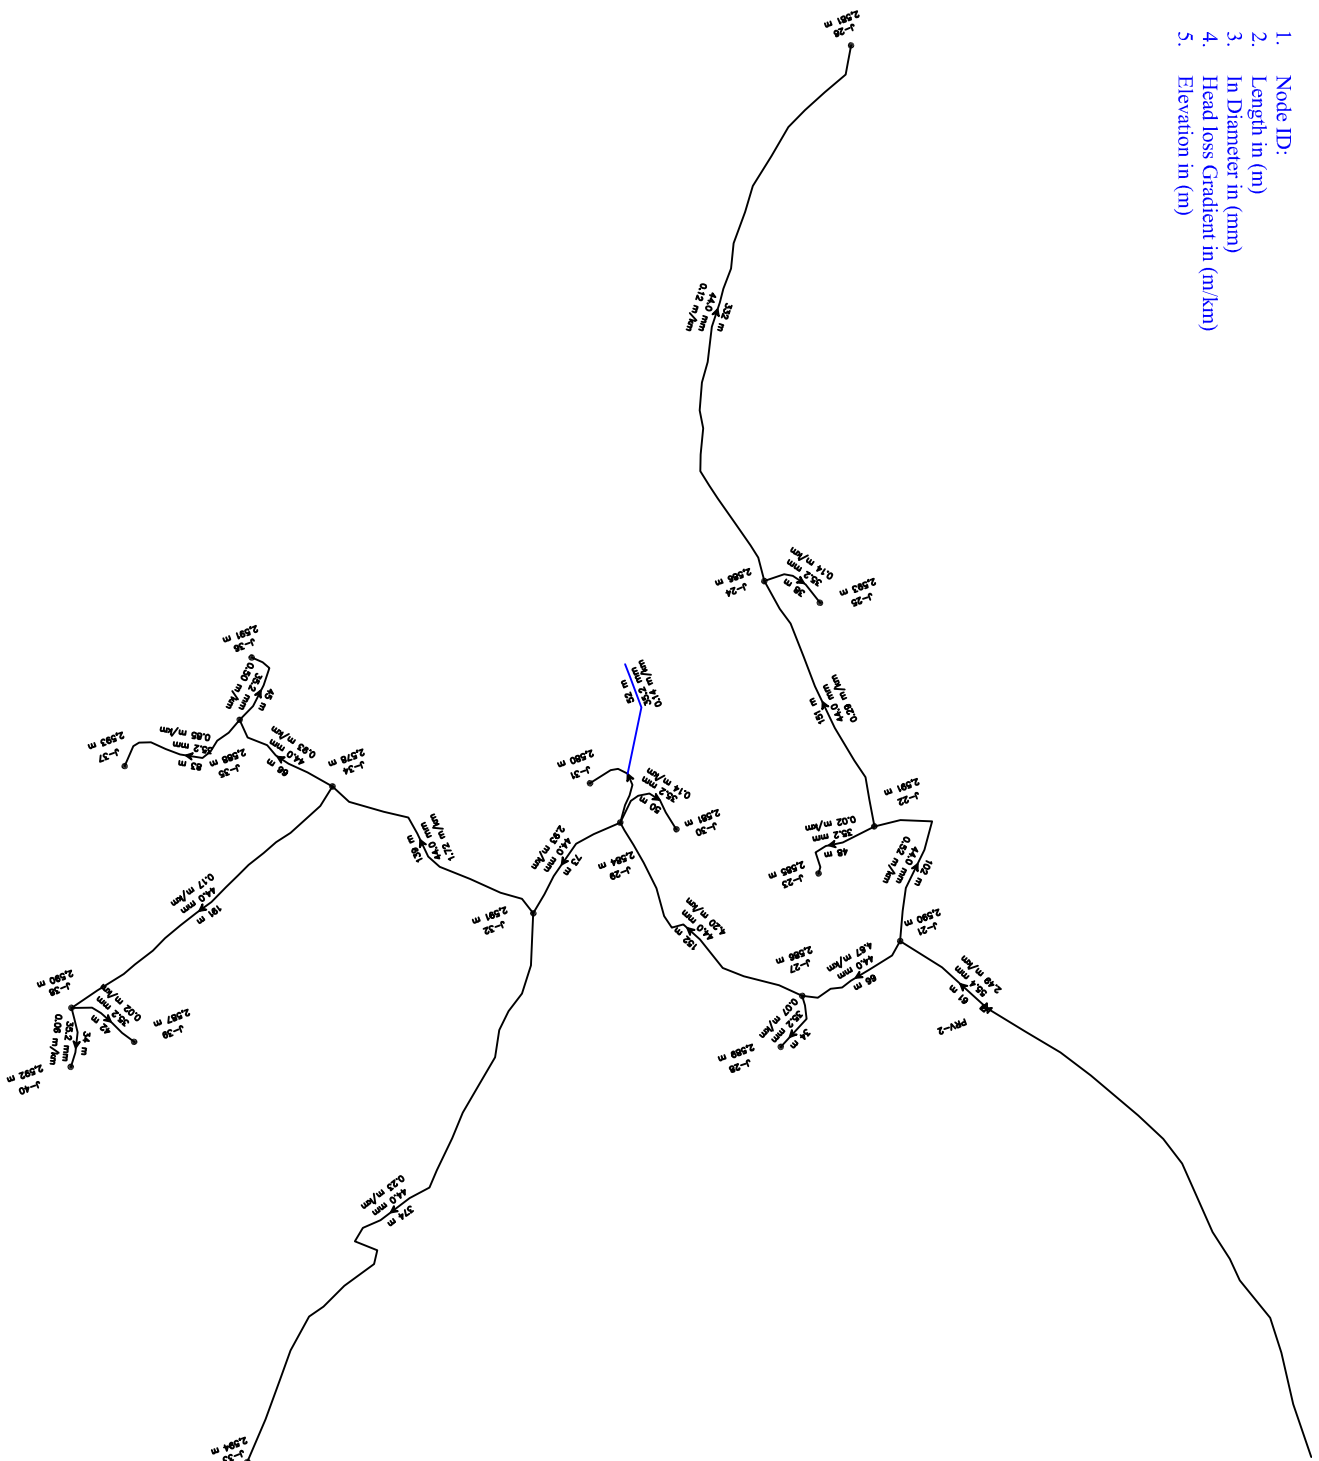 1. Node ID:
2. Length in (m)
3. In Diameter in (mm)
4. Head loss Gradient in (m/km)
5. Elevation in (m)
J-26
2,581 m
332 m
44.0 mm
0.12 m/km
J-24
2,586 m
38 m
35.2 mm
0.14 m/km
J-25
2,593 m
151 m
44.0 mm
0.29 m/km
J-22
2,591 m
48 m
35.2 mm
0.02 m/km
J-23
2,585 m
102 m
44.0 mm
0.52 m/km
J-21
2,590 m
61 m
55.4 mm
2.49 m/km
PRV-2
66 m
44.0 mm
4.87 m/km
J-27
2,586 m
34 m
35.2 mm
0.07 m/km
J-28
2,589 m
152 m
44.0 mm
4.20 m/km
J-29
2,584 m
50 m
35.2 mm
0.14 m/km
J-30
2,581 m
52 m
35.2 mm
0.14 m/km
J-31
2,580 m
73 m
44.0 mm
2.93 m/km
J-32
2,591 m
139 m
44.0 mm
1.72 m/km
J-34
2,578 m
66 m
44.0 mm
0.93 m/km
J-35
2,588 m
45 m
35.2 mm
0.50 m/km
J-36
2,591 m
83 m
35.2 mm
0.85 m/km
J-37
2,593 m
191 m
44.0 mm
0.17 m/km
J-38
2,590 m
42 m
35.2 mm
0.02 m/km
J-39
2,587 m
34 m
35.2 mm
0.06 m/km
J-40
2,592 m
374 m
44.0 mm
0.23 m/km
J-33
2,594 m